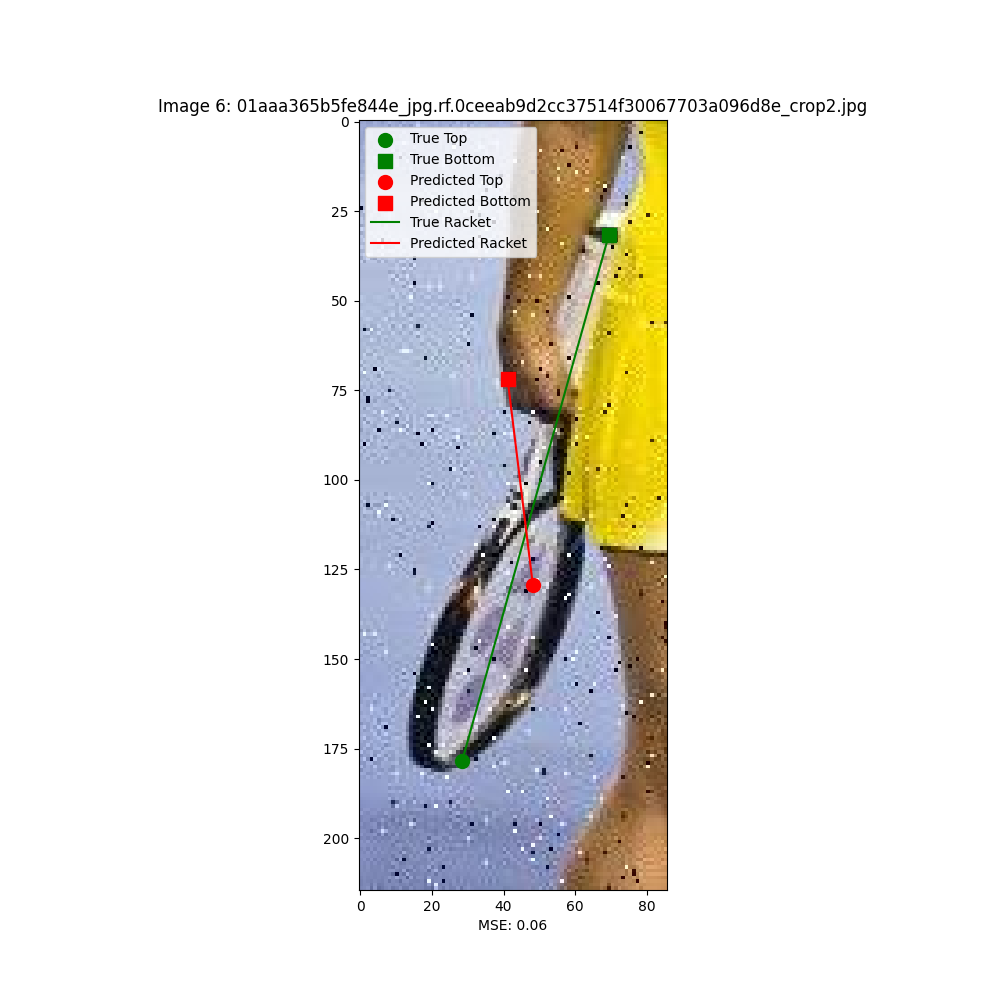 Image 6: 01aaa365b5fe844e_jpg.rf.0ceeab9d2cc37514f30067703a096d8e_crop2.jpg
True Top
True Bottom
Predicted Top
Predicted Bottom
True Racket
Predicted Racket
0
25
50
75
100
125
150
175
200
0 20 40 60 80
MSE: 0.06